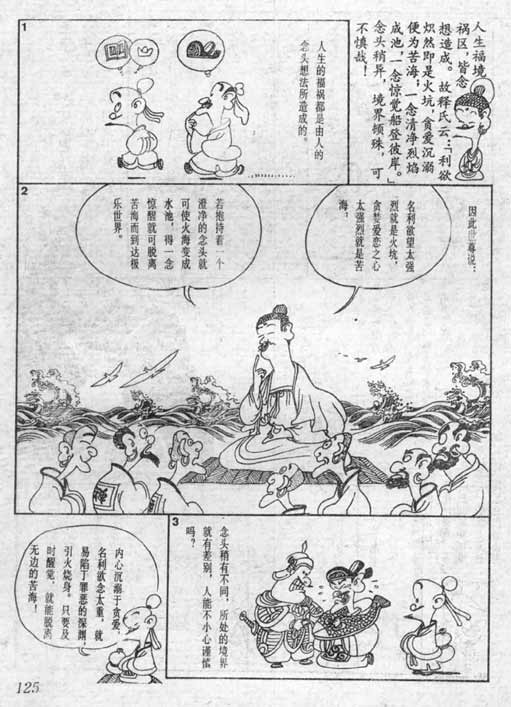 人生福境
祸区，皆念
想造成。故释氏云：「利欲
炽然即是火坑，贪爱沉溺
便为苦海；一念清净烈焰
成池，一念惊觉船登彼岸。」
念头稍异，境界顿殊，可
不慎哉！
1
人生的
福祸都是由人的
念头想法所造
成的。
2
因此世尊说：
名利欲望太强
烈就是火坑，
贪婪爱恋之心
太强烈就是苦
海；
若抱持着一个
澄净的念头就
可使火海变成
水池，得一念
惊醒就可脱离
苦海而到达极
乐世界。
3
念头稍有不同，所处的境界
就有差别，人能不小心谨慎
吗？
内心沉溺于贪爱，
名利欲念太重，就
易陷于罪恶的深渊，
引火烧身。只要及
时醒觉，就能脱离
无边的苦海！
125